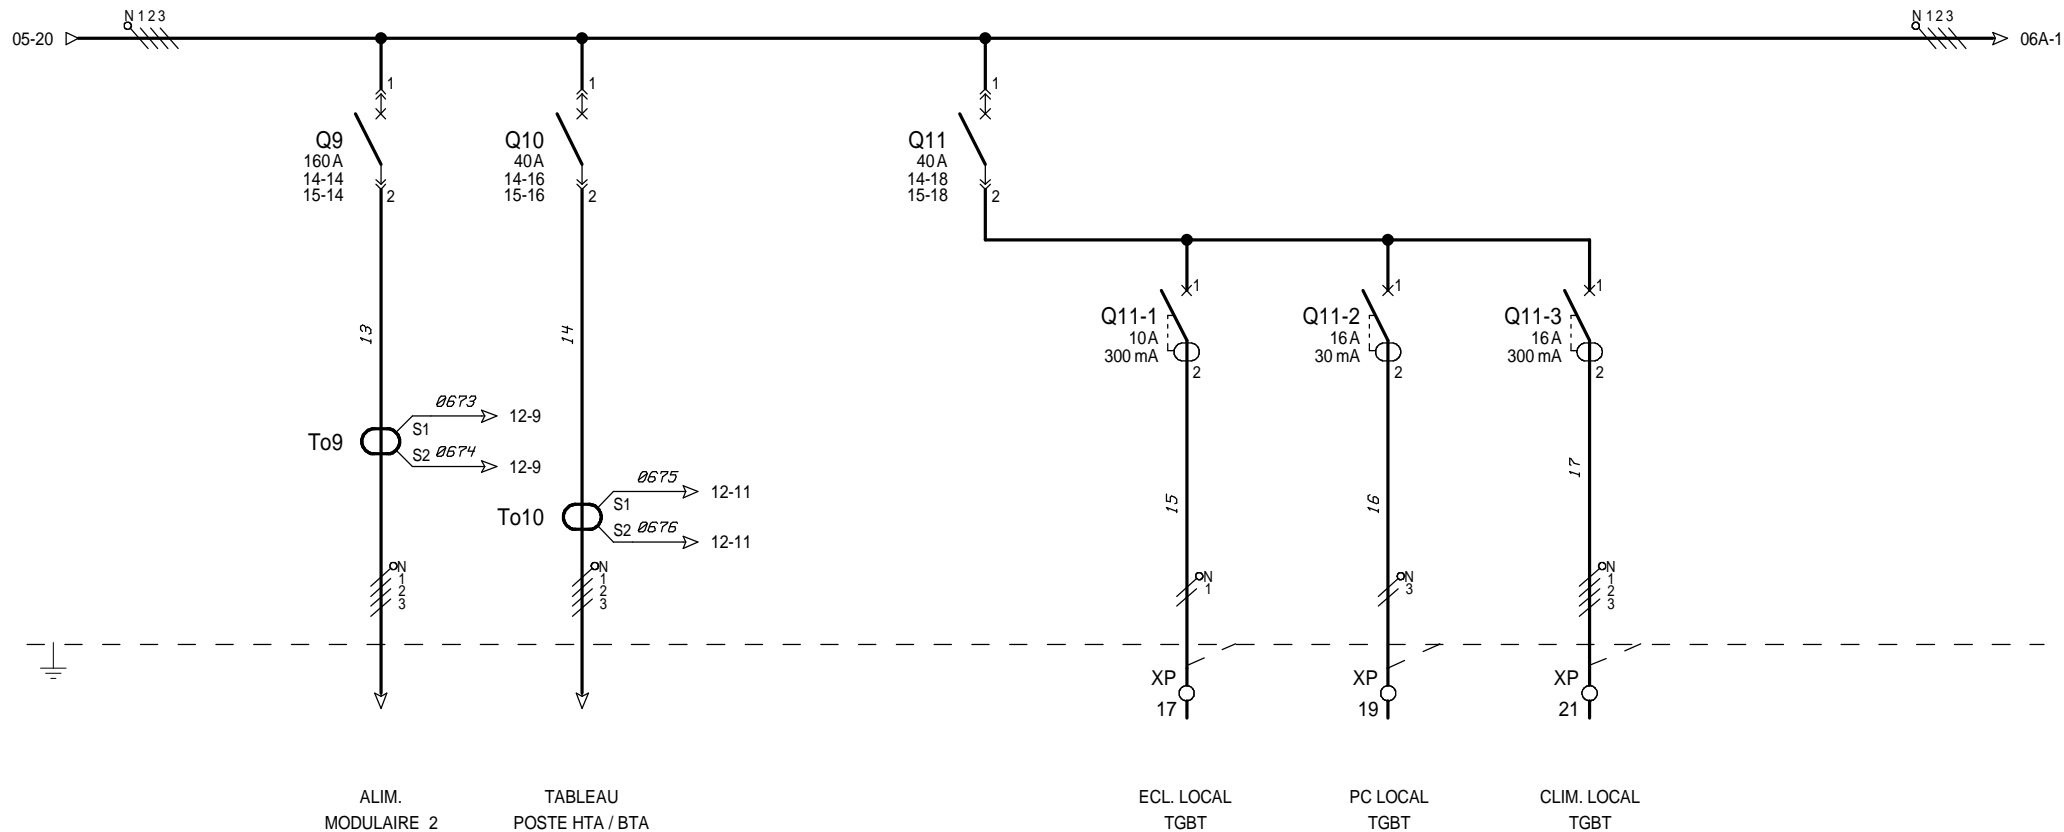 N 1 2 3
N 1 2 3
05-20
06A-1
1
1
1
Q9
160 A
14-14
15-14
2
Q10
40 A
14-16
15-16
2
Q11
40 A
14-18
15-18
2
1
1
1
Q11-1
10 A
300 mA
2
Q11-2
16 A
30 mA
2
Q11-3
16 A
300 mA
2
13
14
0673
12-9
S1
To9
S2
0674
12-9
0675
12-11
S1
To10
S2
0676
12-11
15
16
17
N
1
2
3
N
1
2
3
N
1
N
3
N
1
2
3
XP
17
XP
19
XP
21
ALIM.
MODULAIRE 2
TABLEAU
POSTE HTA / BTA
ECL. LOCAL
TGBT
PC LOCAL
TGBT
CLIM. LOCAL
TGBT